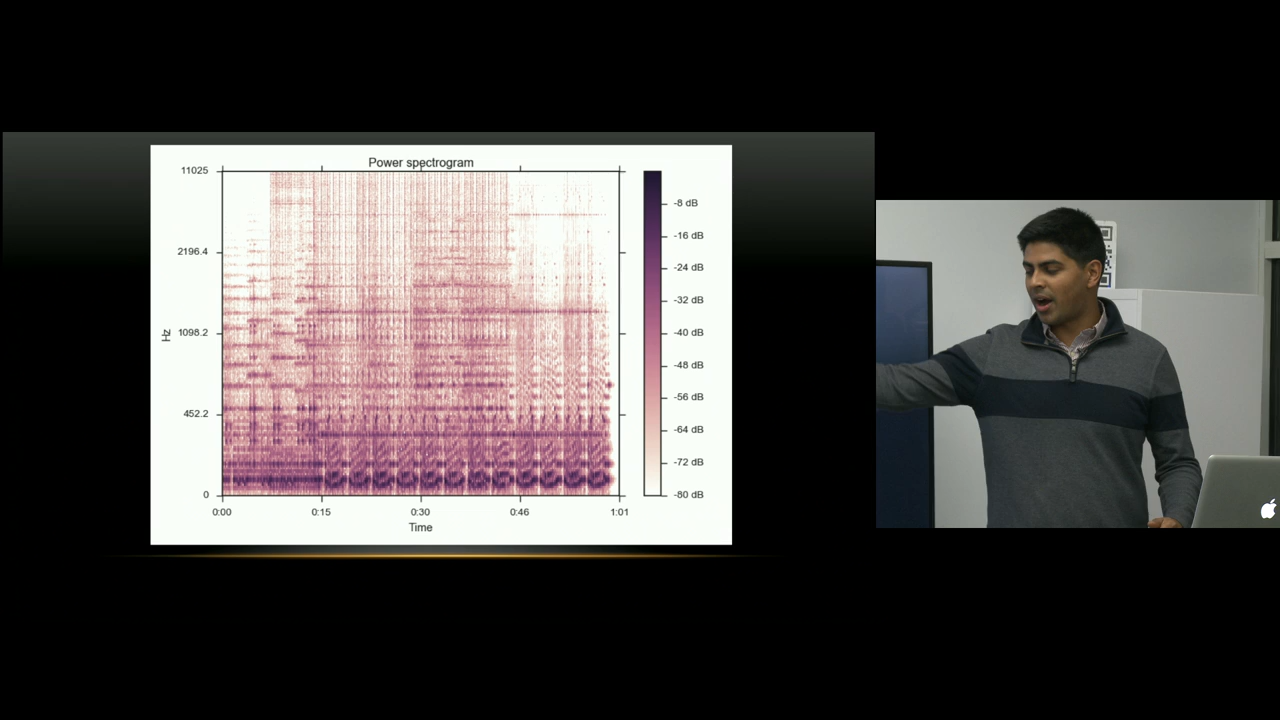 Power spectrogram
11025
2196.4
1098.2
452.2
0
Hz
0:00 0:15 0:30 0:46 1:01
Time
-8 dB
-16 dB
-24 dB
-32 dB
-40 dB
-48 dB
-56 dB
-64 dB
-72 dB
-80 dB